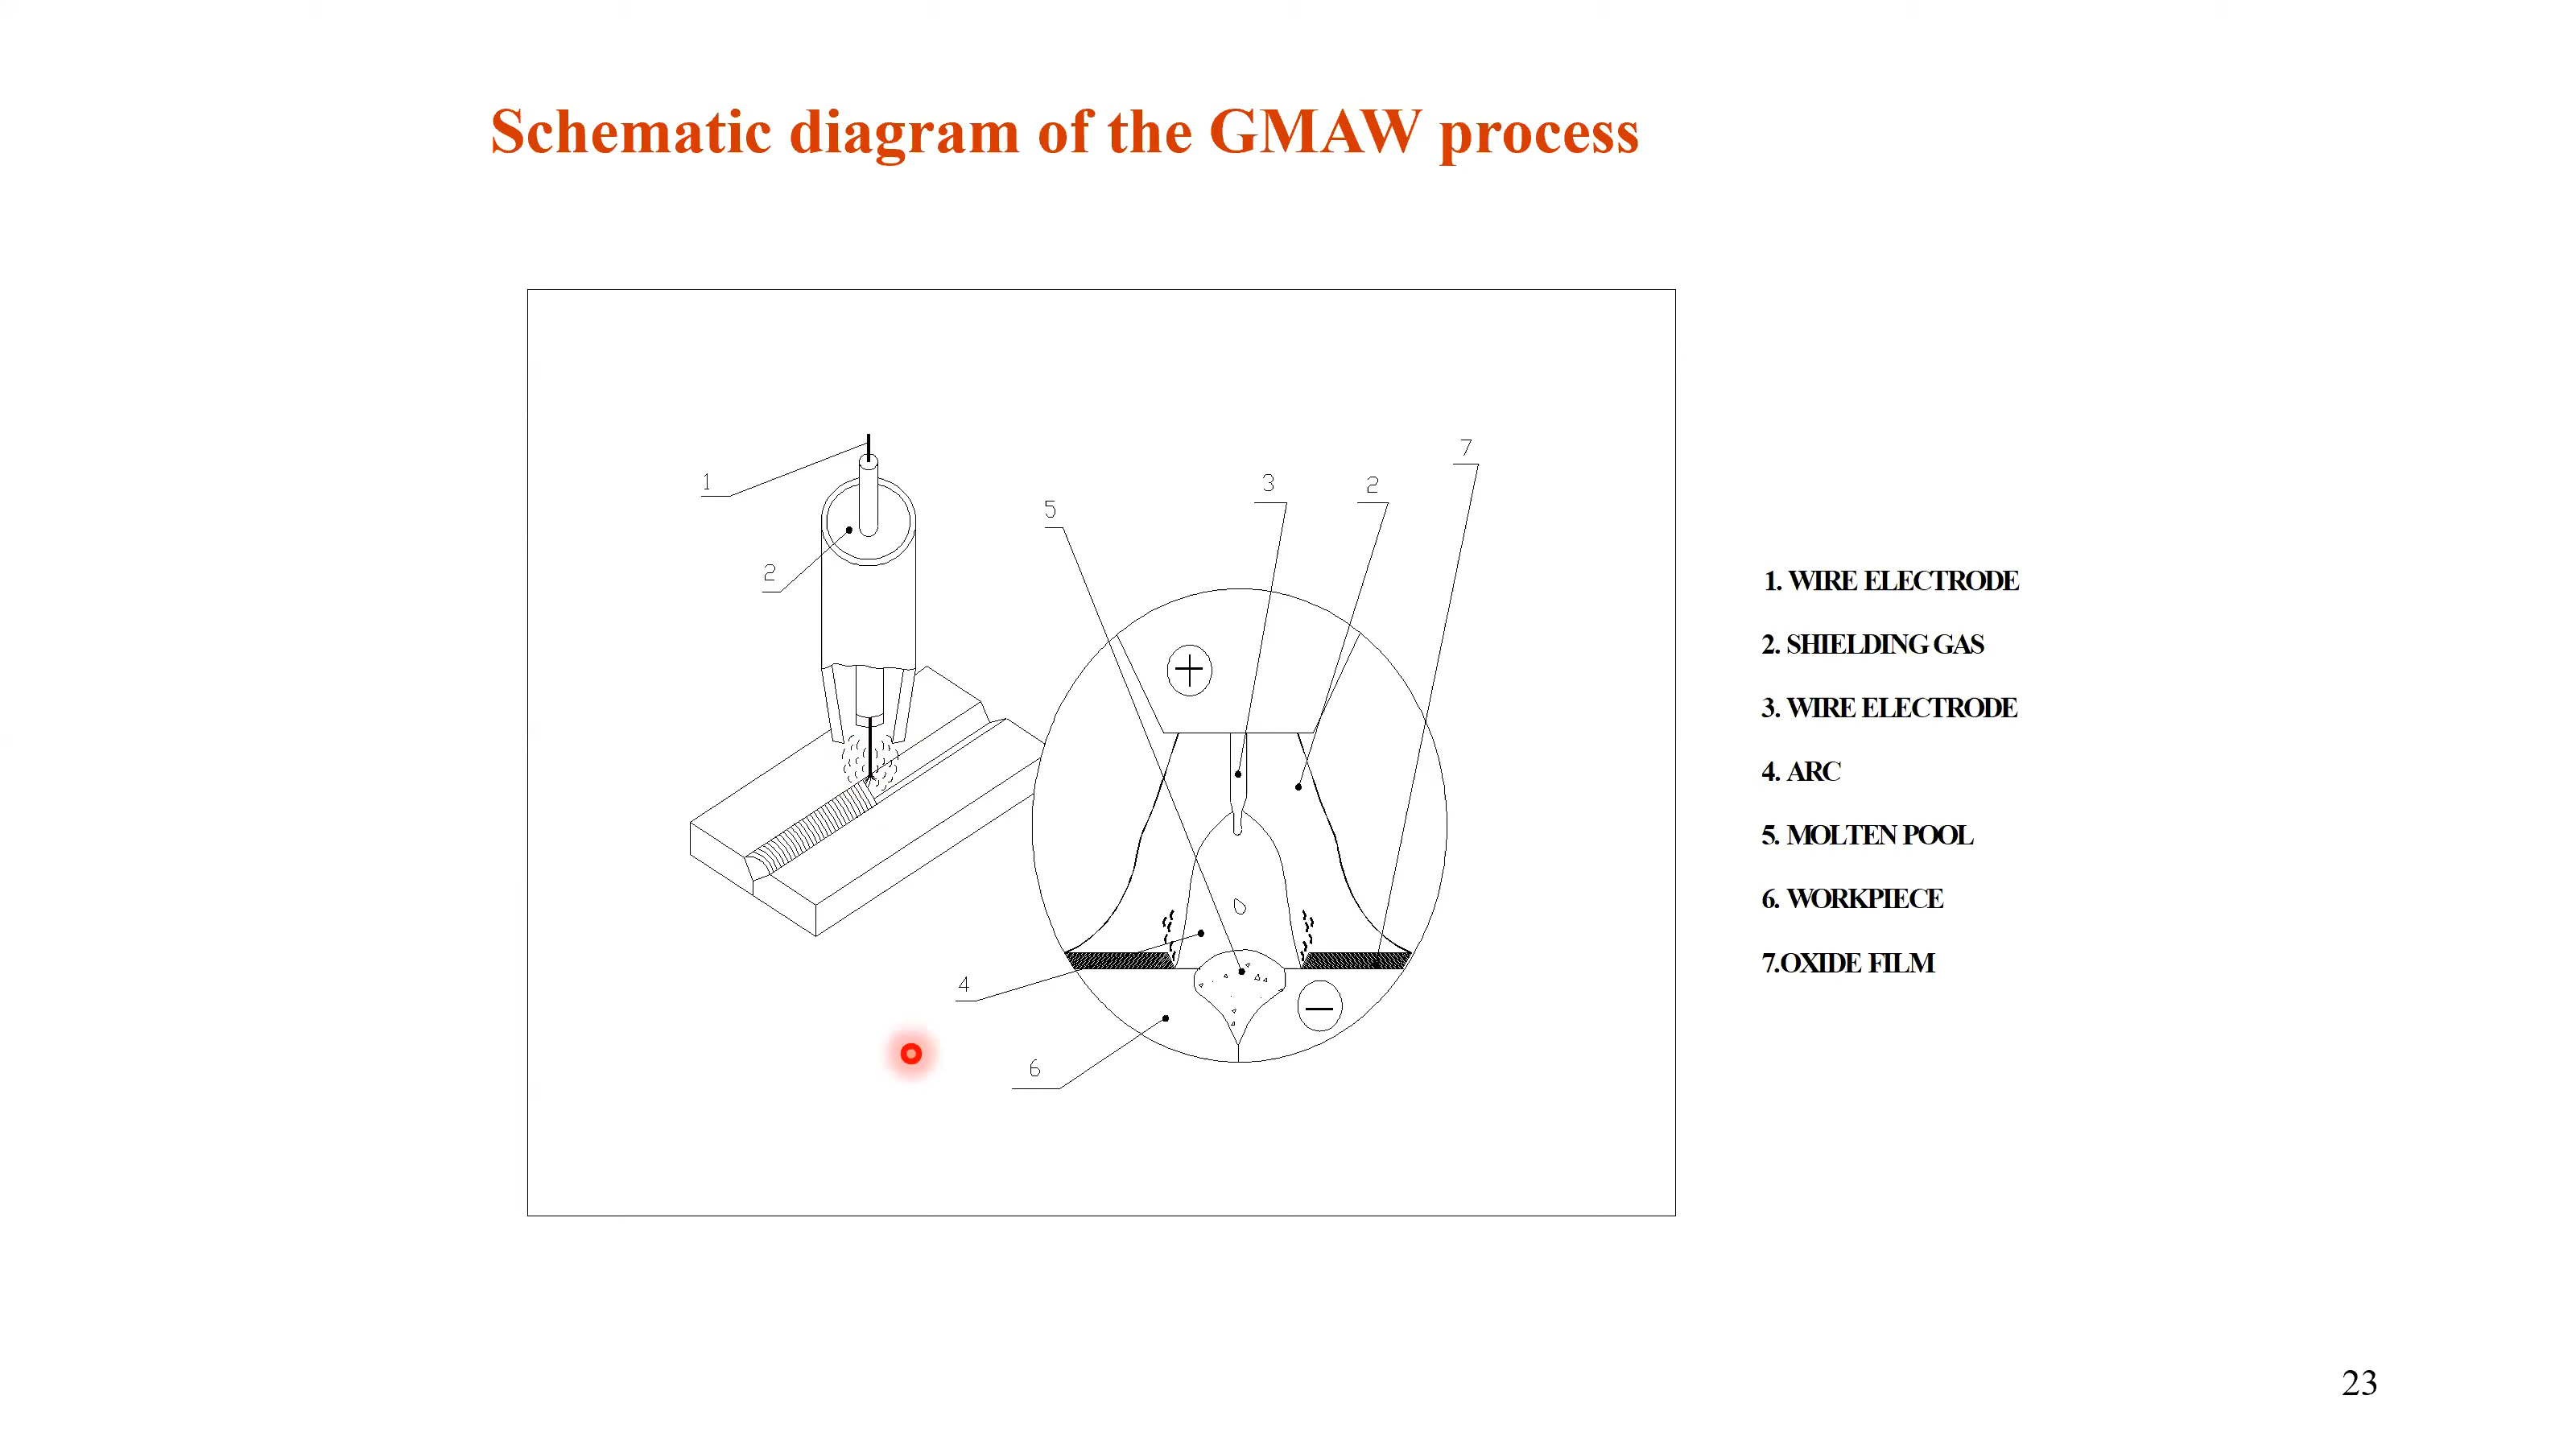 Schematic diagram of the GMAW process
1
2
5
3
2
7
4
6
1. WIRE ELECTRODE
2. SHIELDING GAS
3. WIRE ELECTRODE
4. ARC
5. MOLTEN POOL
6. WORKPIECE
7.OXIDE FILM
23